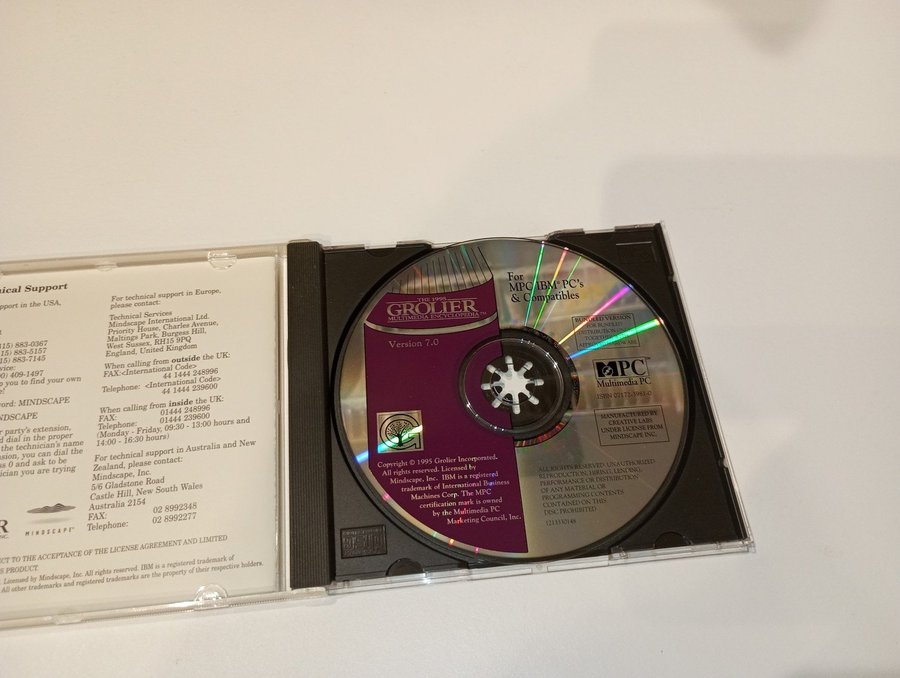 nical Support
pport in the USA,
15) 883-0367
15) 883-5157
15) 883-7145
vice:
0) 409-1497
p you to find your own
e!
word: MINDSCAPE
NDSCAPE
r party's extension,
d dial in the proper
the technician's name
nsion, you can dial the
s 0 and ask to be
nician you are trying
MINDSCAPE
ECT TO THE ACCEPTANCE OF THE LICENSE AGREEMENT AND LIMITED
S PRODUCT.
Licensed by Mindscape, Inc. All rights reserved. IBM is a registered trademark of
All other trademarks and registered trademarks are the property of their respective holders.
For technical support in Europe,
please contact:
Technical Services
Mindscape International Ltd.
Priority House, Charles Avenue,
Maltings Park, Burgess Hill,
West Sussex, RH15 9PQ
England, United Kingdom
When calling from outside the UK:
FAX:<International Code>
44 1444 248996
Telephone: <International Code>
44 1444 239600
When calling from inside the UK:
FAX: 01444 248996
Telephone: 01444 239600
(Monday - Friday, 09:30 - 13:00 hours and
14:00 - 16:30 hours)
For technical support in Australia and New
Zealand, please contact:
Mindscape, Inc.
5/6 Gladstone Road
Castle Hill, New South Wales
Australia 2154
FAX: 02 8992348
Telephone: 02 8992277
THE 1995
GROLIER
MULTIMEDIA ENCYCLOPEDIA™
Version 7.0
G
Copyright © 1995 Grolier Incorporated.
All rights reserved. Licensed by
Mindscape, Inc. IBM is a registered
trademark of International Business
Machines Corp. The MPC
certification mark is owned
by the Multimedia PC
Marketing Council, Inc.
For
MPC IBM® PC's
& Compatibles
BUNDLED VERSION
FOR BUNDLED
DISTRIBUTION
TOGETHER
MPC™
Multimedia PC
MANUFACTURED BY
CREATIVE LABS
UNDER LICENSE FROM
MINDSCAPE INC.
ALL RIGHTS RESERVED. UNAUTHORIZED
REPRODUCTION, HIRING, LENDING,
PERFORMANCE OR DISTRIBUTION
OF ANY MATERIAL OR
PROGRAMMING CONTENTS
CONTAINED ON THIS
DISC PROHIBITED